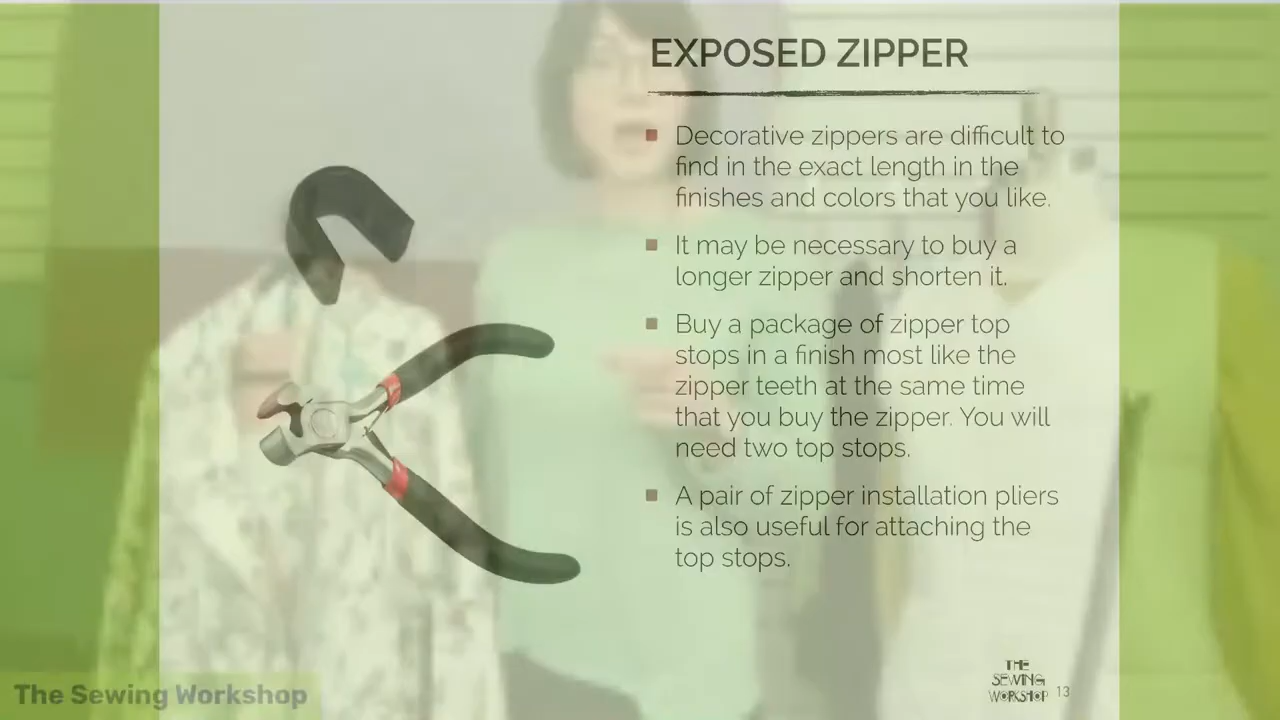 EXPOSED ZIPPER
Decorative zippers are difficult to
find in the exact length in the
finishes and colors that you like.
It may be necessary to buy a
longer zipper and shorten it.
Buy a package of zipper top
stops in a finish most like the
zipper teeth at the same time
that you buy the zipper. You will
need two top stops.
A pair of zipper installation pliers
is also useful for attaching the
top stops.
THE
SEWING
WORKSHOP 13
The Sewing Workshop